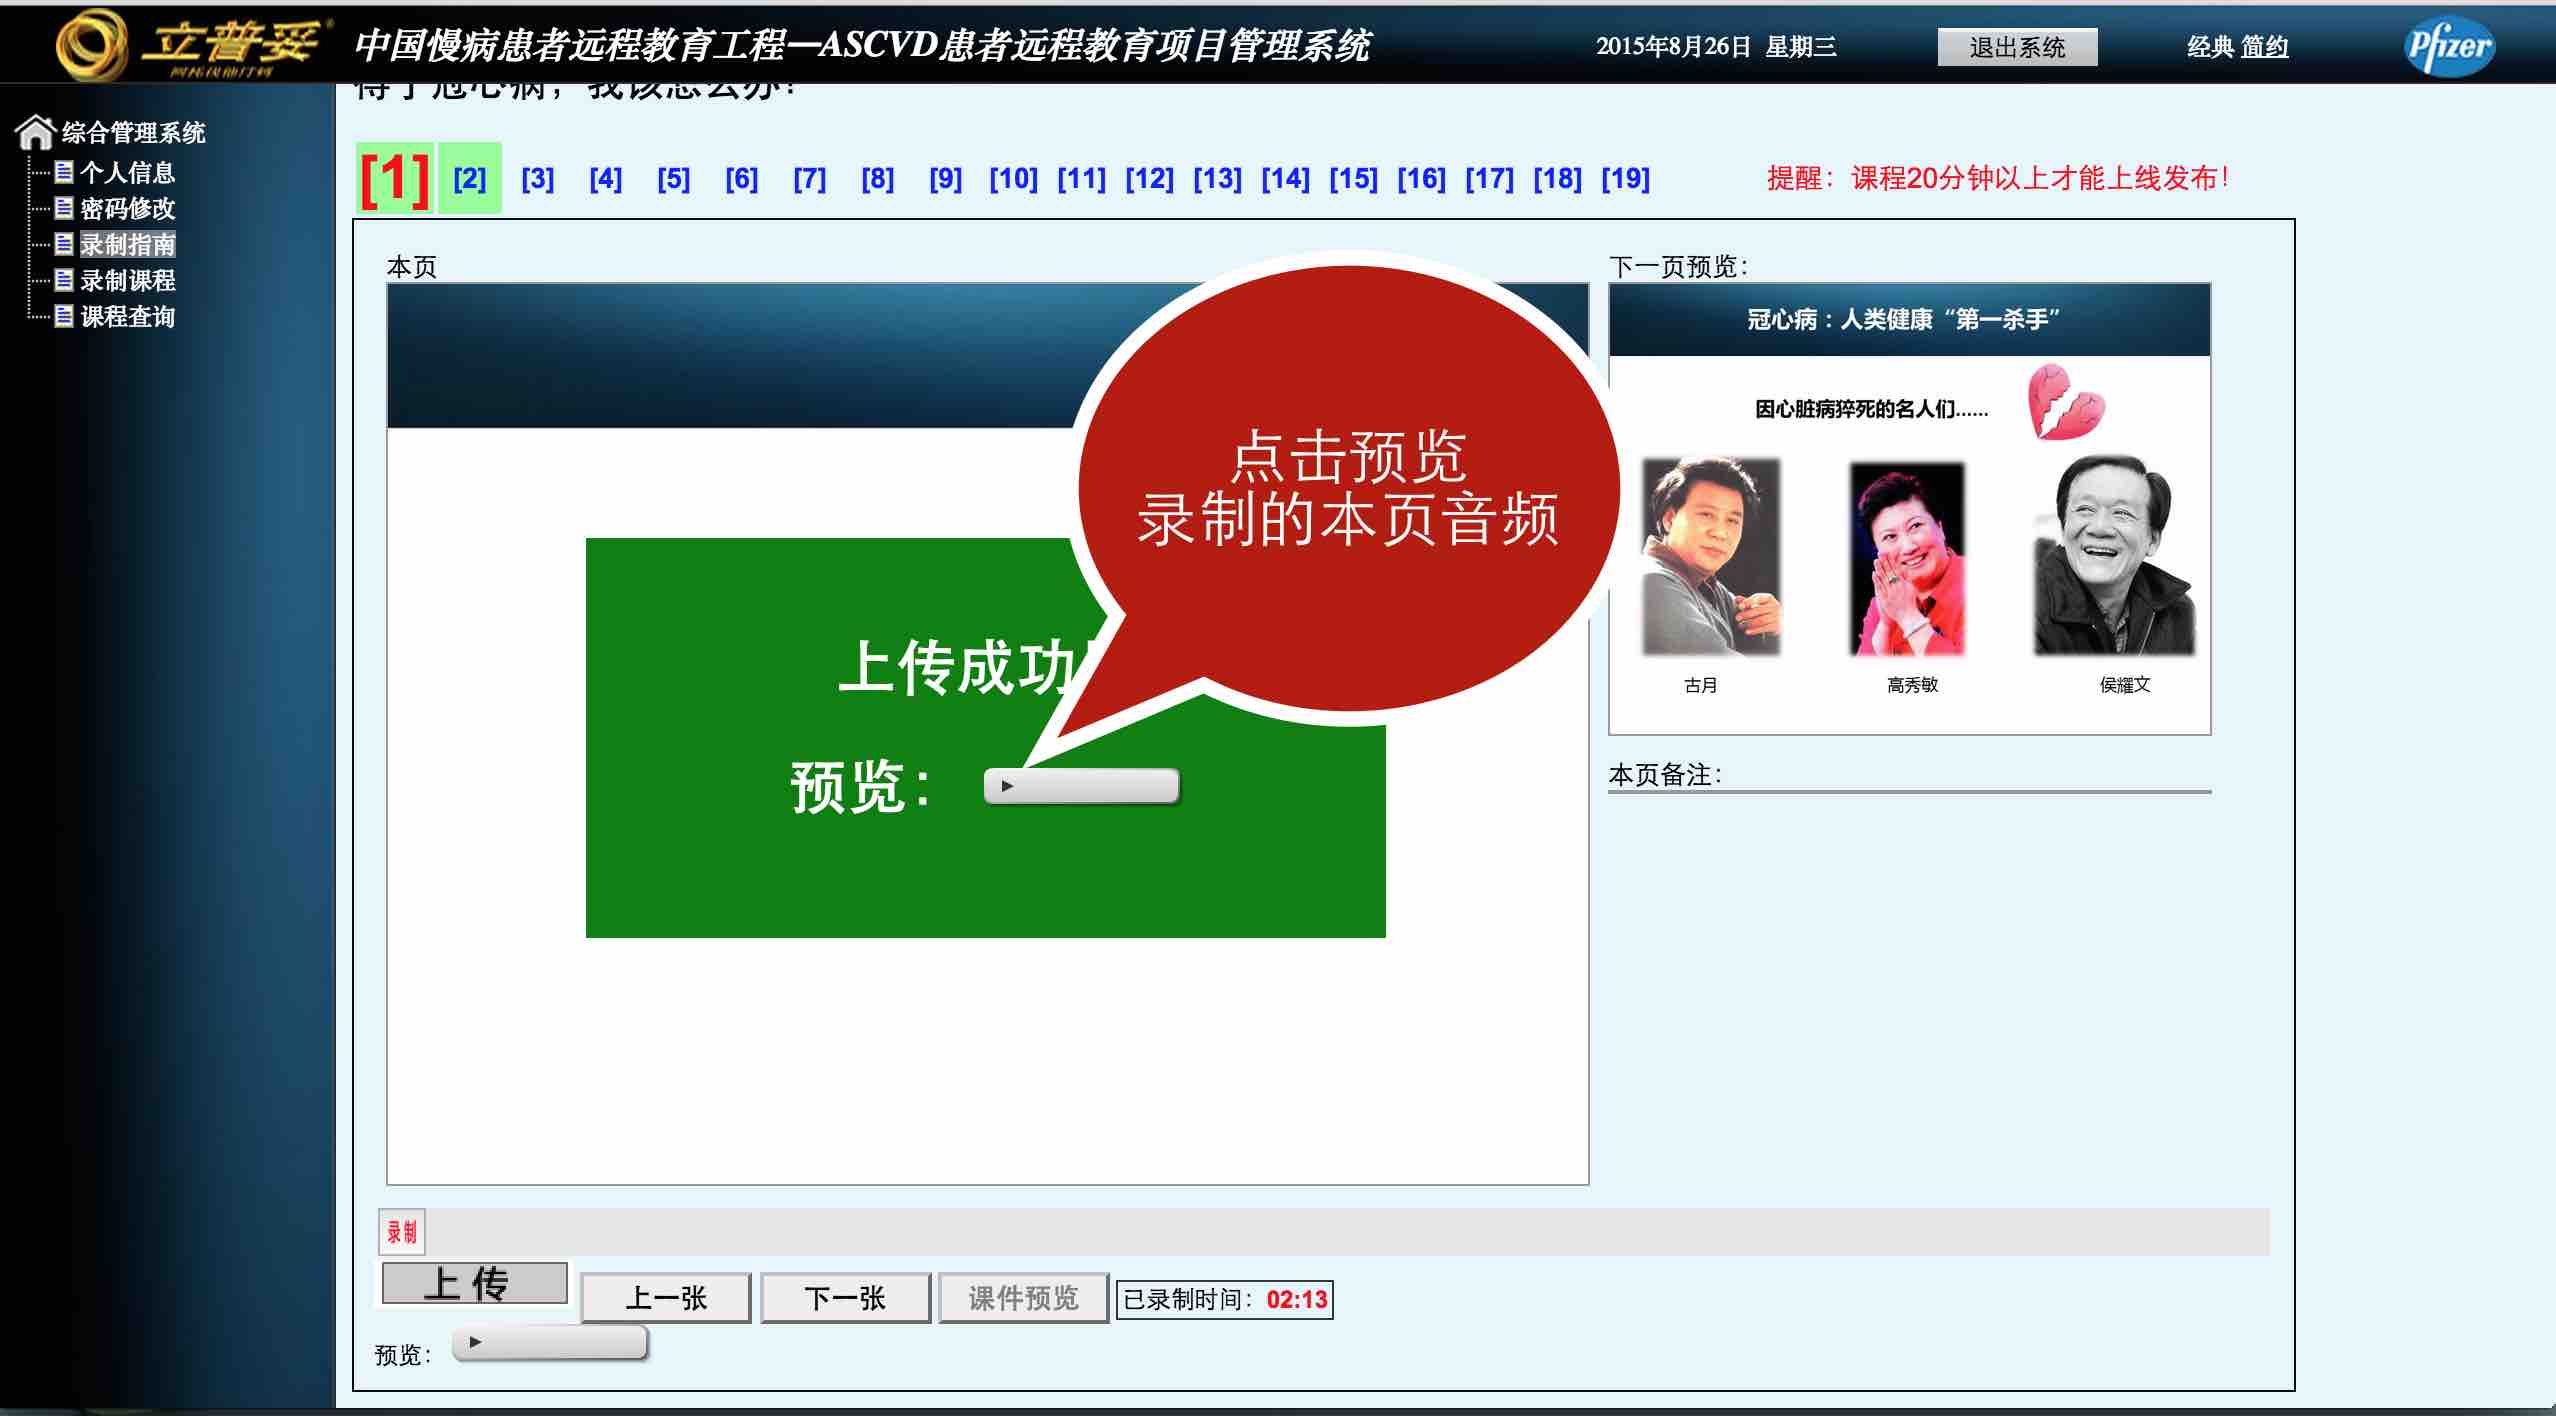 立普妥
中国慢病患者远程教育工程—ASCVD患者远程教育项目管理系统
2015年8月26日 星期三
退出系统
经典 简约
Pfizer
综合管理系统
个人信息
密码修改
录制指南
录制课程
课程查询
得了冠心病，我该怎么办！
[1] [2] [3] [4] [5] [6] [7] [8] [9] [10] [11] [12] [13] [14] [15] [16] [17] [18] [19]
提醒：课程20分钟以上才能上线发布！
本页
点击预览
录制的本页音频
上传成功
预览：
下一页预览：
冠心病：人类健康“第一杀手”
因心脏病猝死的名人们......
古月 高秀敏 侯耀文
本页备注：
录制
上传
上一张
下一张
课件预览
已录制时间：02:13
预览：